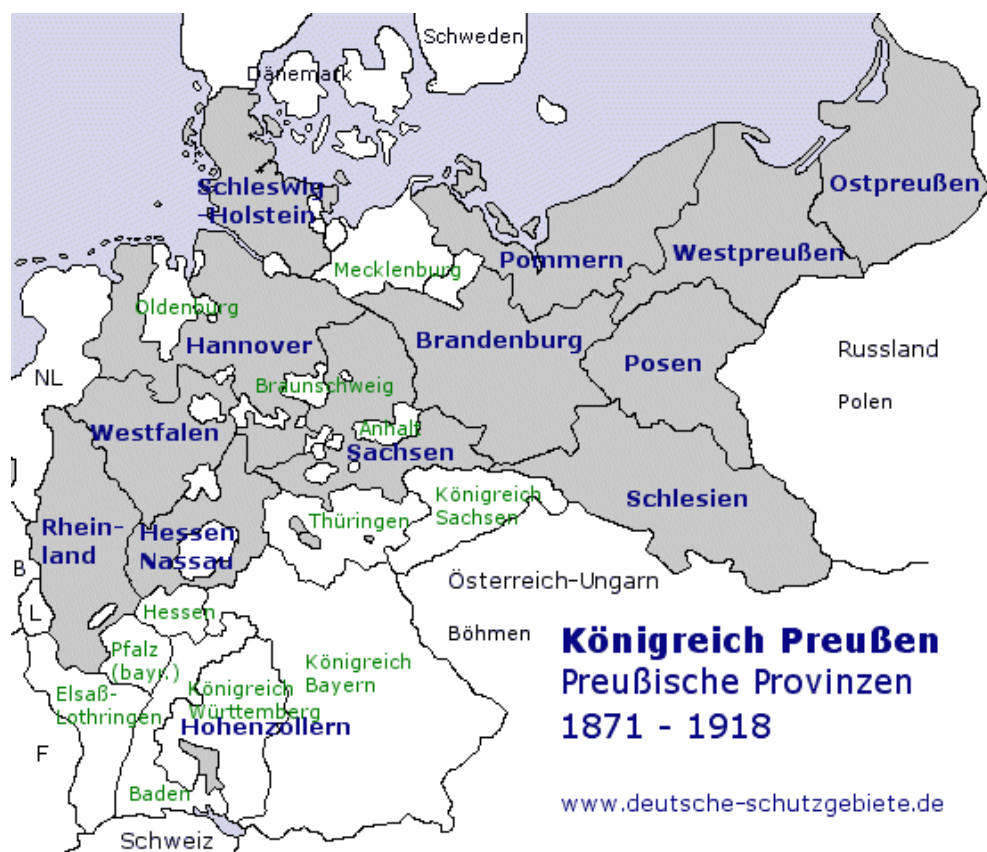 Schweden
Dänemark
Schleswig
-Holstein
Ostpreußen
Westpreußen
Pommern
Mecklenburg
Oldenburg
Hannover
Brandenburg
Posen
Russland
Polen
NL
Braunschweig
Westfalen
Anhalt
Sachsen
Schlesien
Königreich
Sachsen
Thüringen
Rhein-
land
Hessen
Nassau
B
L
Österreich-Ungarn
Böhmen
Hessen
Pfalz
(bayr.)
Königreich
Bayern
Elsaß-
Lothringen
Königreich
Württemberg
Hohenzollern
F
Baden
Schweiz
Königreich Preußen
Preußische Provinzen
1871 - 1918
www.deutsche-schutzgebiete.de